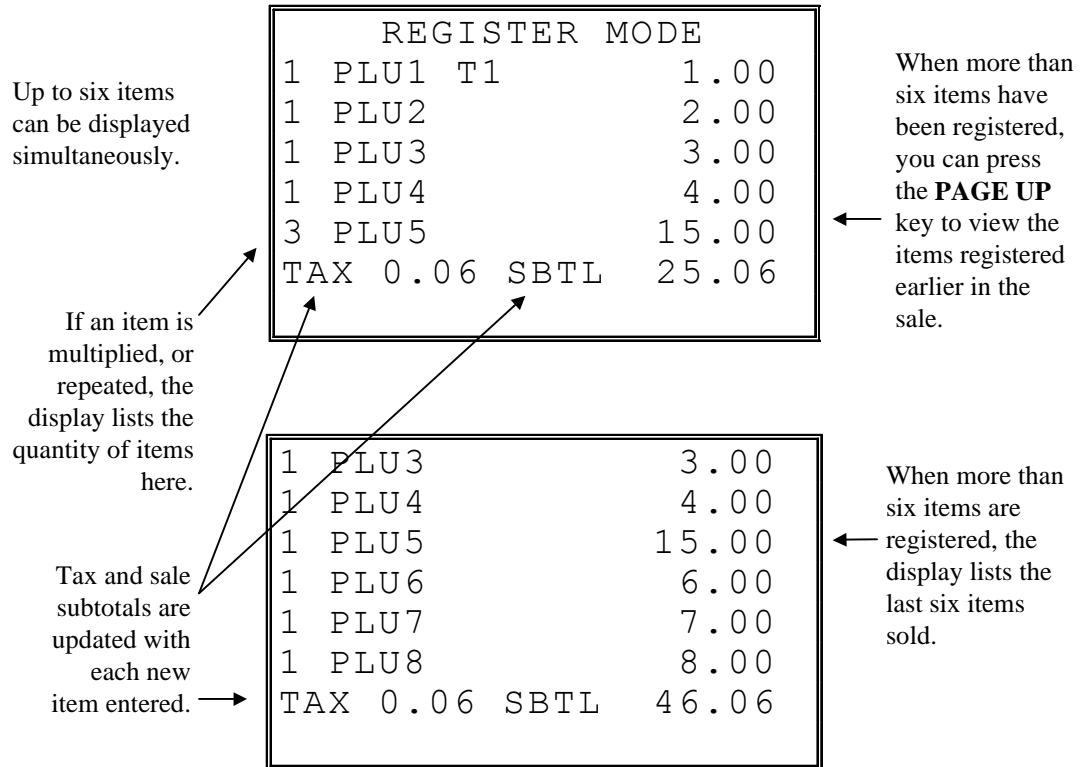 REGISTER MODE
1 PLU1 T1 1.00
1 PLU2 2.00
1 PLU3 3.00
1 PLU4 4.00
3 PLU5 15.00
TAX 0.06 SBTL 25.06
Up to six items
can be displayed
simultaneously.
When more than
six items have
been registered,
you can press
the PAGE UP
key to view the
items registered
earlier in the
sale.
If an item is
multiplied, or
repeated, the
display lists the
quantity of items
here.
1 PLU3 3.00
1 PLU4 4.00
1 PLU5 15.00
1 PLU6 6.00
1 PLU7 7.00
1 PLU8 8.00
TAX 0.06 SBTL 46.06
When more than
six items are
registered, the
display lists the
last six items
sold.
Tax and sale
subtotals are
updated with
each new
item entered.